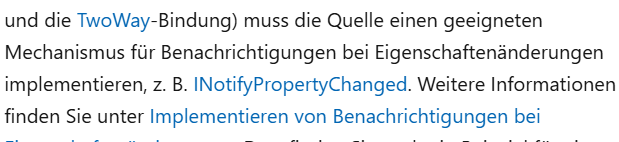 und die TwoWay-Bindung) muss die Quelle einen geeigneten
Mechanismus für Benachrichtigungen bei Eigenschaftenänderungen
implementieren, z. B. INotifyPropertyChanged. Weitere Informationen
finden Sie unter Implementieren von Benachrichtigungen bei